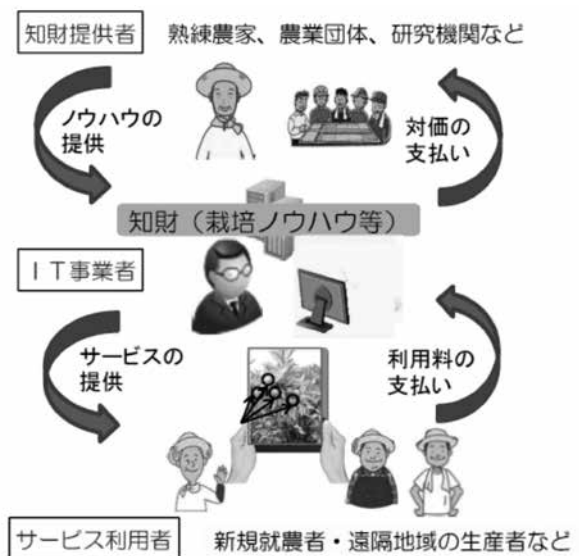 知財提供者 熟練農家、農業団体、研究機関など
ノウハウの
提供
対価の
支払い
知財（栽培ノウハウ等）
ＩＴ事業者
サービスの
提供
利用料の
支払い
サービス利用者 新規就農者・遠隔地域の生産者など